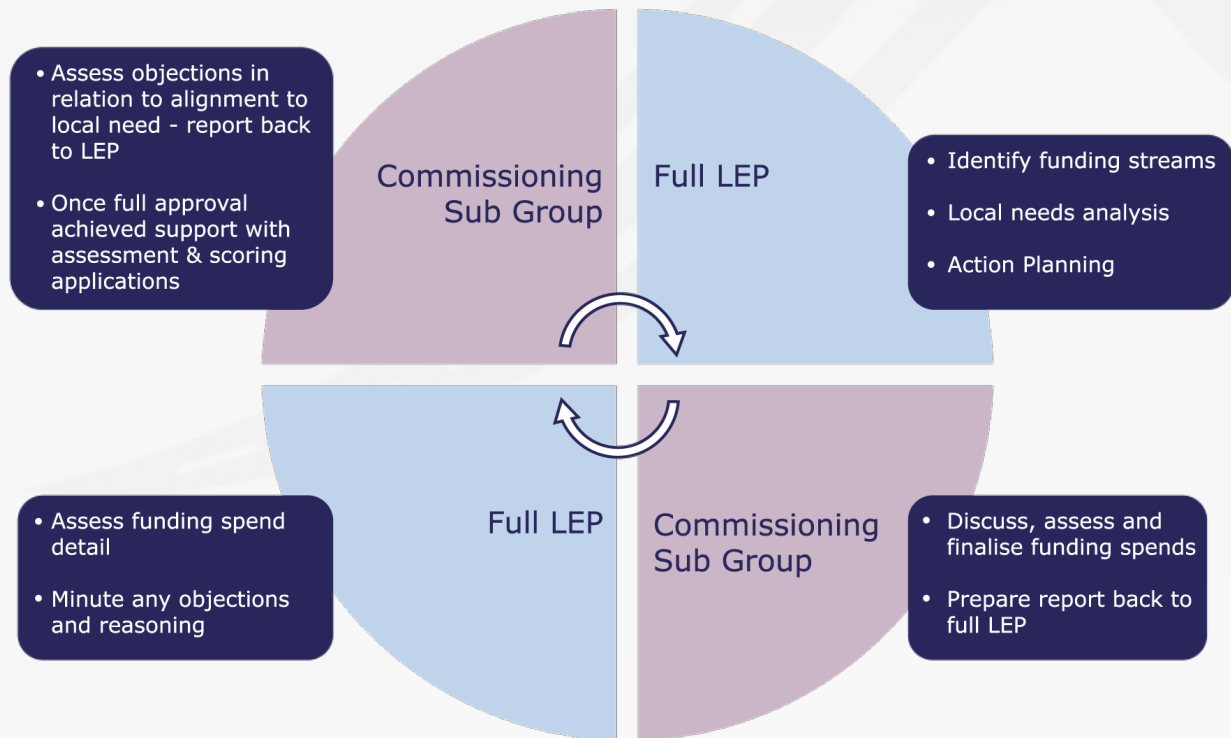 • Assess objections in
relation to alignment to
local need - report back
to LEP
• Once full approval
achieved support with
assessment & scoring
applications
Commissioning
Sub Group
Full LEP
• Identify funding streams
• Local needs analysis
• Action Planning
• Assess funding spend
detail
• Minute any objections
and reasoning
Full LEP
Commissioning
Sub Group
• Discuss, assess and
finalise funding spends
• Prepare report back to
full LEP